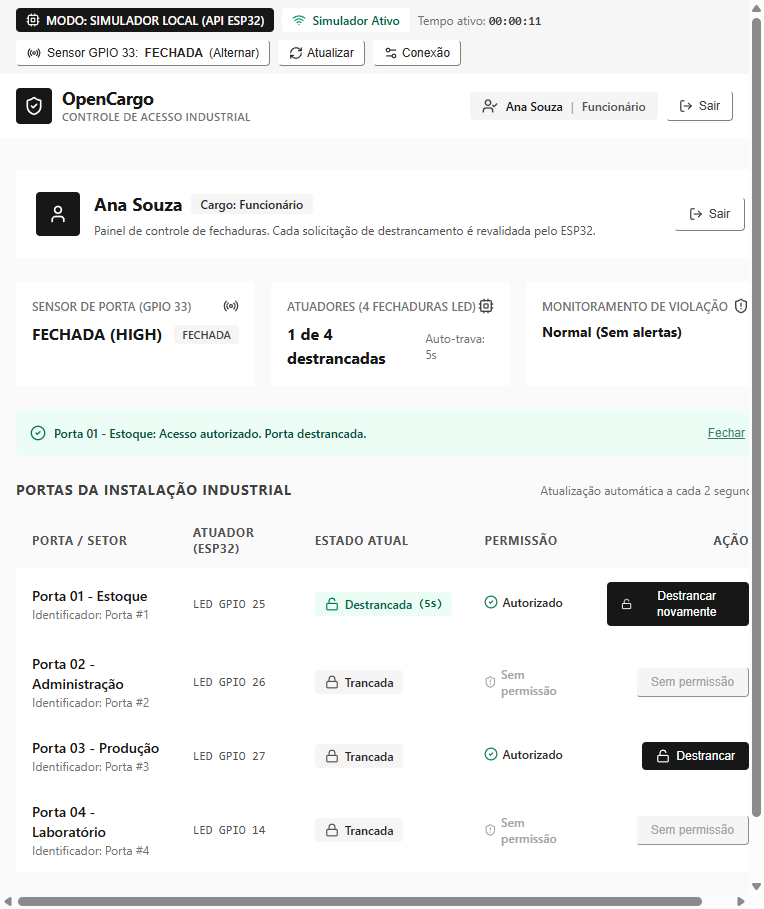 MODO: SIMULADOR LOCAL (API ESP32)
Simulador Ativo
Tempo ativo: 00:00:11
Sensor GPIO 33: FECHADA (Alternar)
Atualizar
Conexão
OpenCargo
CONTROLE DE ACESSO INDUSTRIAL
Ana Souza | Funcionário
Sair
Ana Souza
Cargo: Funcionário
Painel de controle de fechaduras. Cada solicitação de destrancamento é revalidada pelo ESP32.
Sair
SENSOR DE PORTA (GPIO 33)
FECHADA (HIGH)
FECHADA
ATUADORES (4 FECHADURAS LED)
1 de 4
destrancadas
Auto-trava:
5s
MONITORAMENTO DE VIOLAÇÃO
Normal (Sem alertas)
Porta 01 - Estoque: Acesso autorizado. Porta destrancada.
Fechar
PORTAS DA INSTALAÇÃO INDUSTRIAL
Atualização automática a cada 2 segund
PORTA / SETOR
ATUADOR
(ESP32)
ESTADO ATUAL
PERMISSÃO
AÇÃO
Porta 01 - Estoque
Identificador: Porta #1
LED GPIO 25
Destrancada (5s)
Autorizado
Destrancar
novamente
Porta 02 -
Administração
Identificador: Porta #2
LED GPIO 26
Trancada
Sem
permissão
Sem permissão
Porta 03 - Produção
Identificador: Porta #3
LED GPIO 27
Trancada
Autorizado
Destrancar
Porta 04 -
Laboratório
Identificador: Porta #4
LED GPIO 14
Trancada
Sem
permissão
Sem permissão